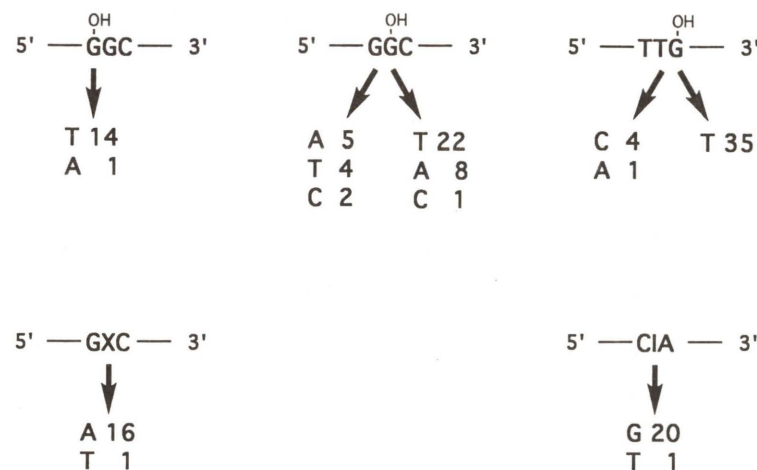 OH
5' — GGC — 3'
T 14
A 1
OH
5' — GGC — 3'
A 5
T 4
C 2
T 22
A 8
C 1
OH
5' — TTG — 3'
C 4
A 1
T 35
5' — GXC — 3'
A 16
T 1
5' — CIA — 3'
G 20
T 1